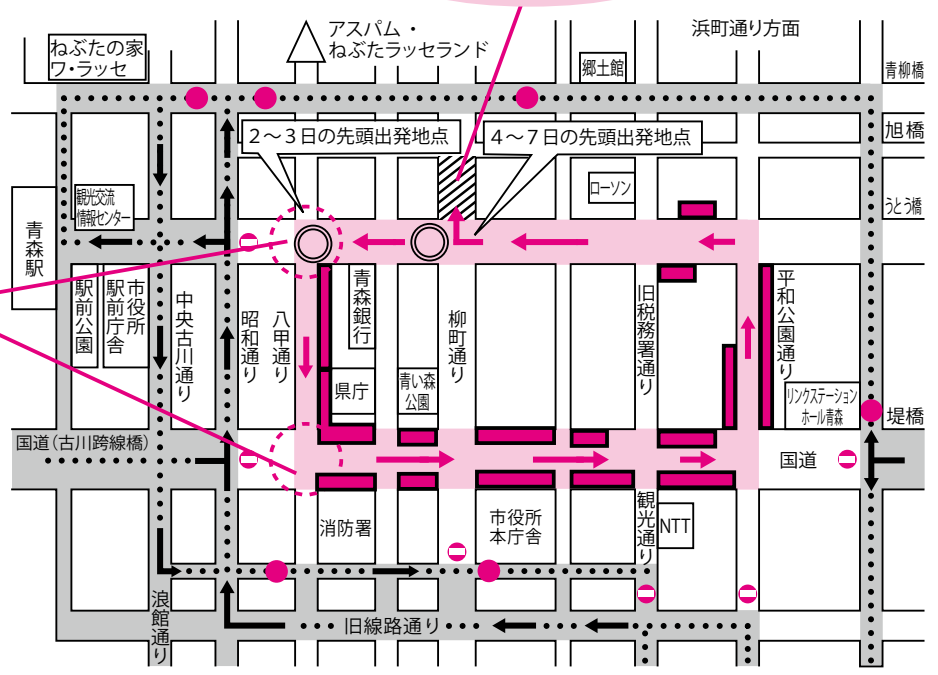 アスパム・
ねぶたラッセランド
浜町通り方面
ねぶたの家
ワ・ラッセ
郷土館
青柳橋
旭橋
2〜3日の先頭出発地点
4〜7日の先頭出発地点
観光交流
情報センター
ローソン
うとう橋
青森駅
駅前公園
市役所
駅前庁舎
中央古川通り
昭和通り
八甲通り
青森銀行
柳町通り
旧税務署通り
平和公園通り
県庁
青い森
公園
リンクステーション
ホール青森
堤橋
国道(古川跨線橋)
国道
消防署
市役所
本庁舎
観光通り
NTT
浪館通り
旧線路通り